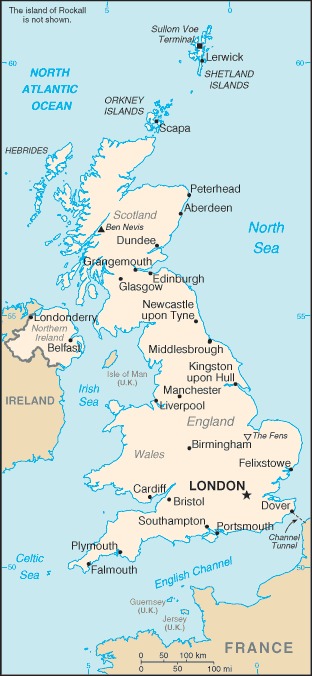 The island of Rockall
is not shown.
5
0
Sullom Voe
Terminal
Lerwick
60
60
SHETLAND
ISLANDS
NORTH
ATLANTIC
OCEAN
ORKNEY
ISLANDS
Scapa
HEBRIDES
Peterhead
Scotland
Aberdeen
Ben Nevis
North
Sea
Dundee
Grangemouth
Edinburgh
Glasgow
Newcastle
upon Tyne
55
55
Londonderry
Northern
Ireland
Belfast
Middlesbrough
Isle of Man
(U.K.)
Kingston
upon Hull
Irish
Sea
Manchester
Liverpool
IRELAND
England
The Fens
Birmingham
Wales
Felixstowe
LONDON
Cardiff
Bristol
Dover
Southampton
Portsmouth
Channel
Tunnel
Plymouth
Celtic
Sea
50
50
Falmouth
English Channel
Guernsey
(U.K.)
Jersey
(U.K.)
FRANCE
0 50 100 km
0 50 100 mi
5
0